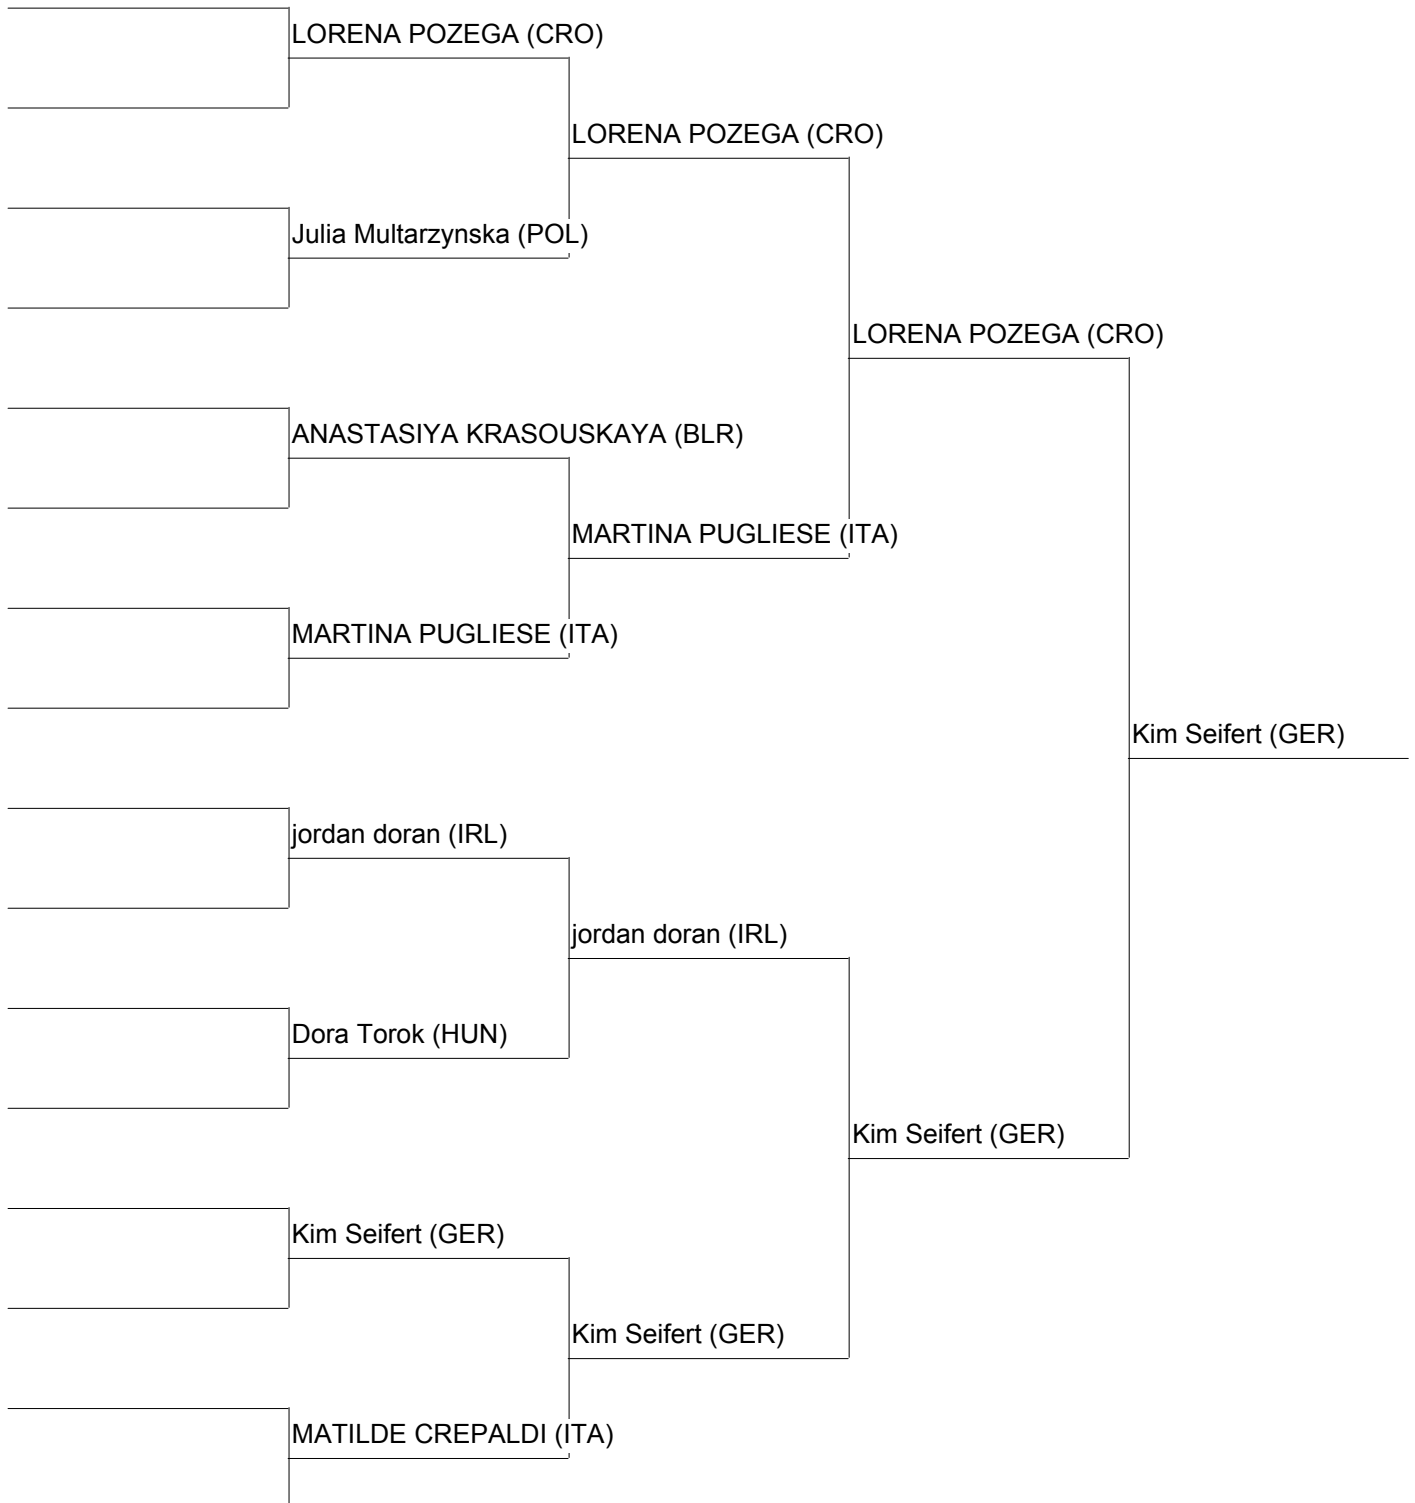 LORENA POZEGA (CRO)
LORENA POZEGA (CRO)
Julia Multarzynska (POL)
LORENA POZEGA (CRO)
ANASTASIYA KRASOUSKAYA (BLR)
MARTINA PUGLIESE (ITA)
MARTINA PUGLIESE (ITA)
Kim Seifert (GER)
jordan doran (IRL)
jordan doran (IRL)
Dora Torok (HUN)
Kim Seifert (GER)
Kim Seifert (GER)
Kim Seifert (GER)
MATILDE CREPALDI (ITA)